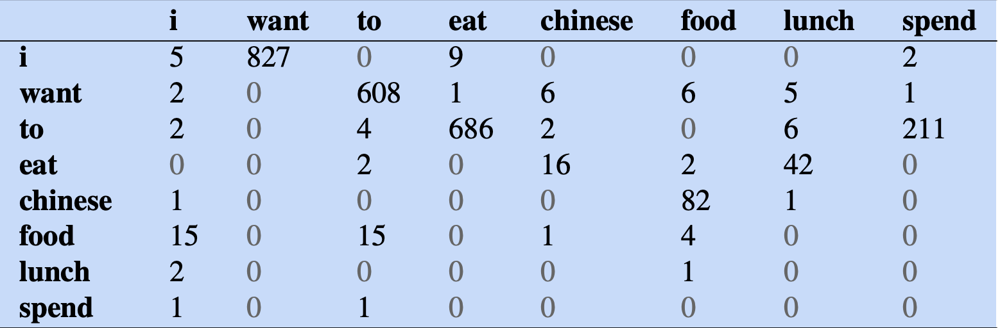 i want to eat chinese food lunch spend
i 5 827 0 9 0 0 0 2
want 2 0 608 1 6 6 5 1
to 2 0 4 686 2 0 6 211
eat 0 0 2 0 16 2 42 0
chinese 1 0 0 0 0 82 1 0
food 15 0 15 0 1 4 0 0
lunch 2 0 0 0 0 1 0 0
spend 1 0 1 0 0 0 0 0